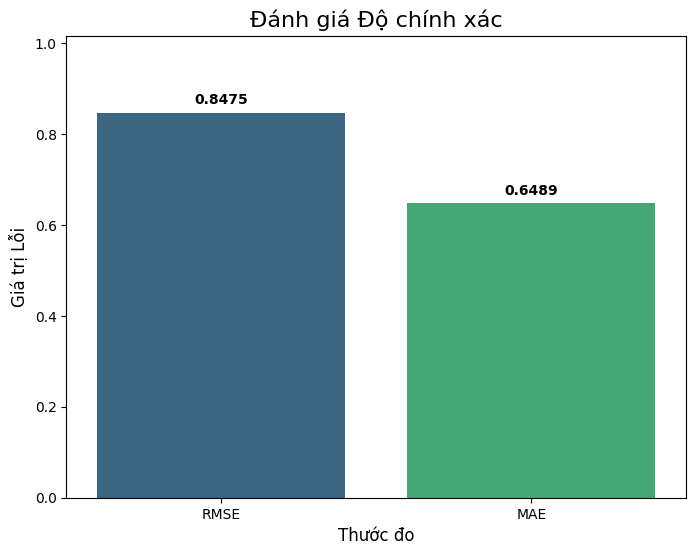 Đánh giá Độ chính xác
1.0
0.8475
0.8
0.6489
0.6
0.4
0.2
0.0
Giá trị Lỗi
RMSE
MAE
Thước đo